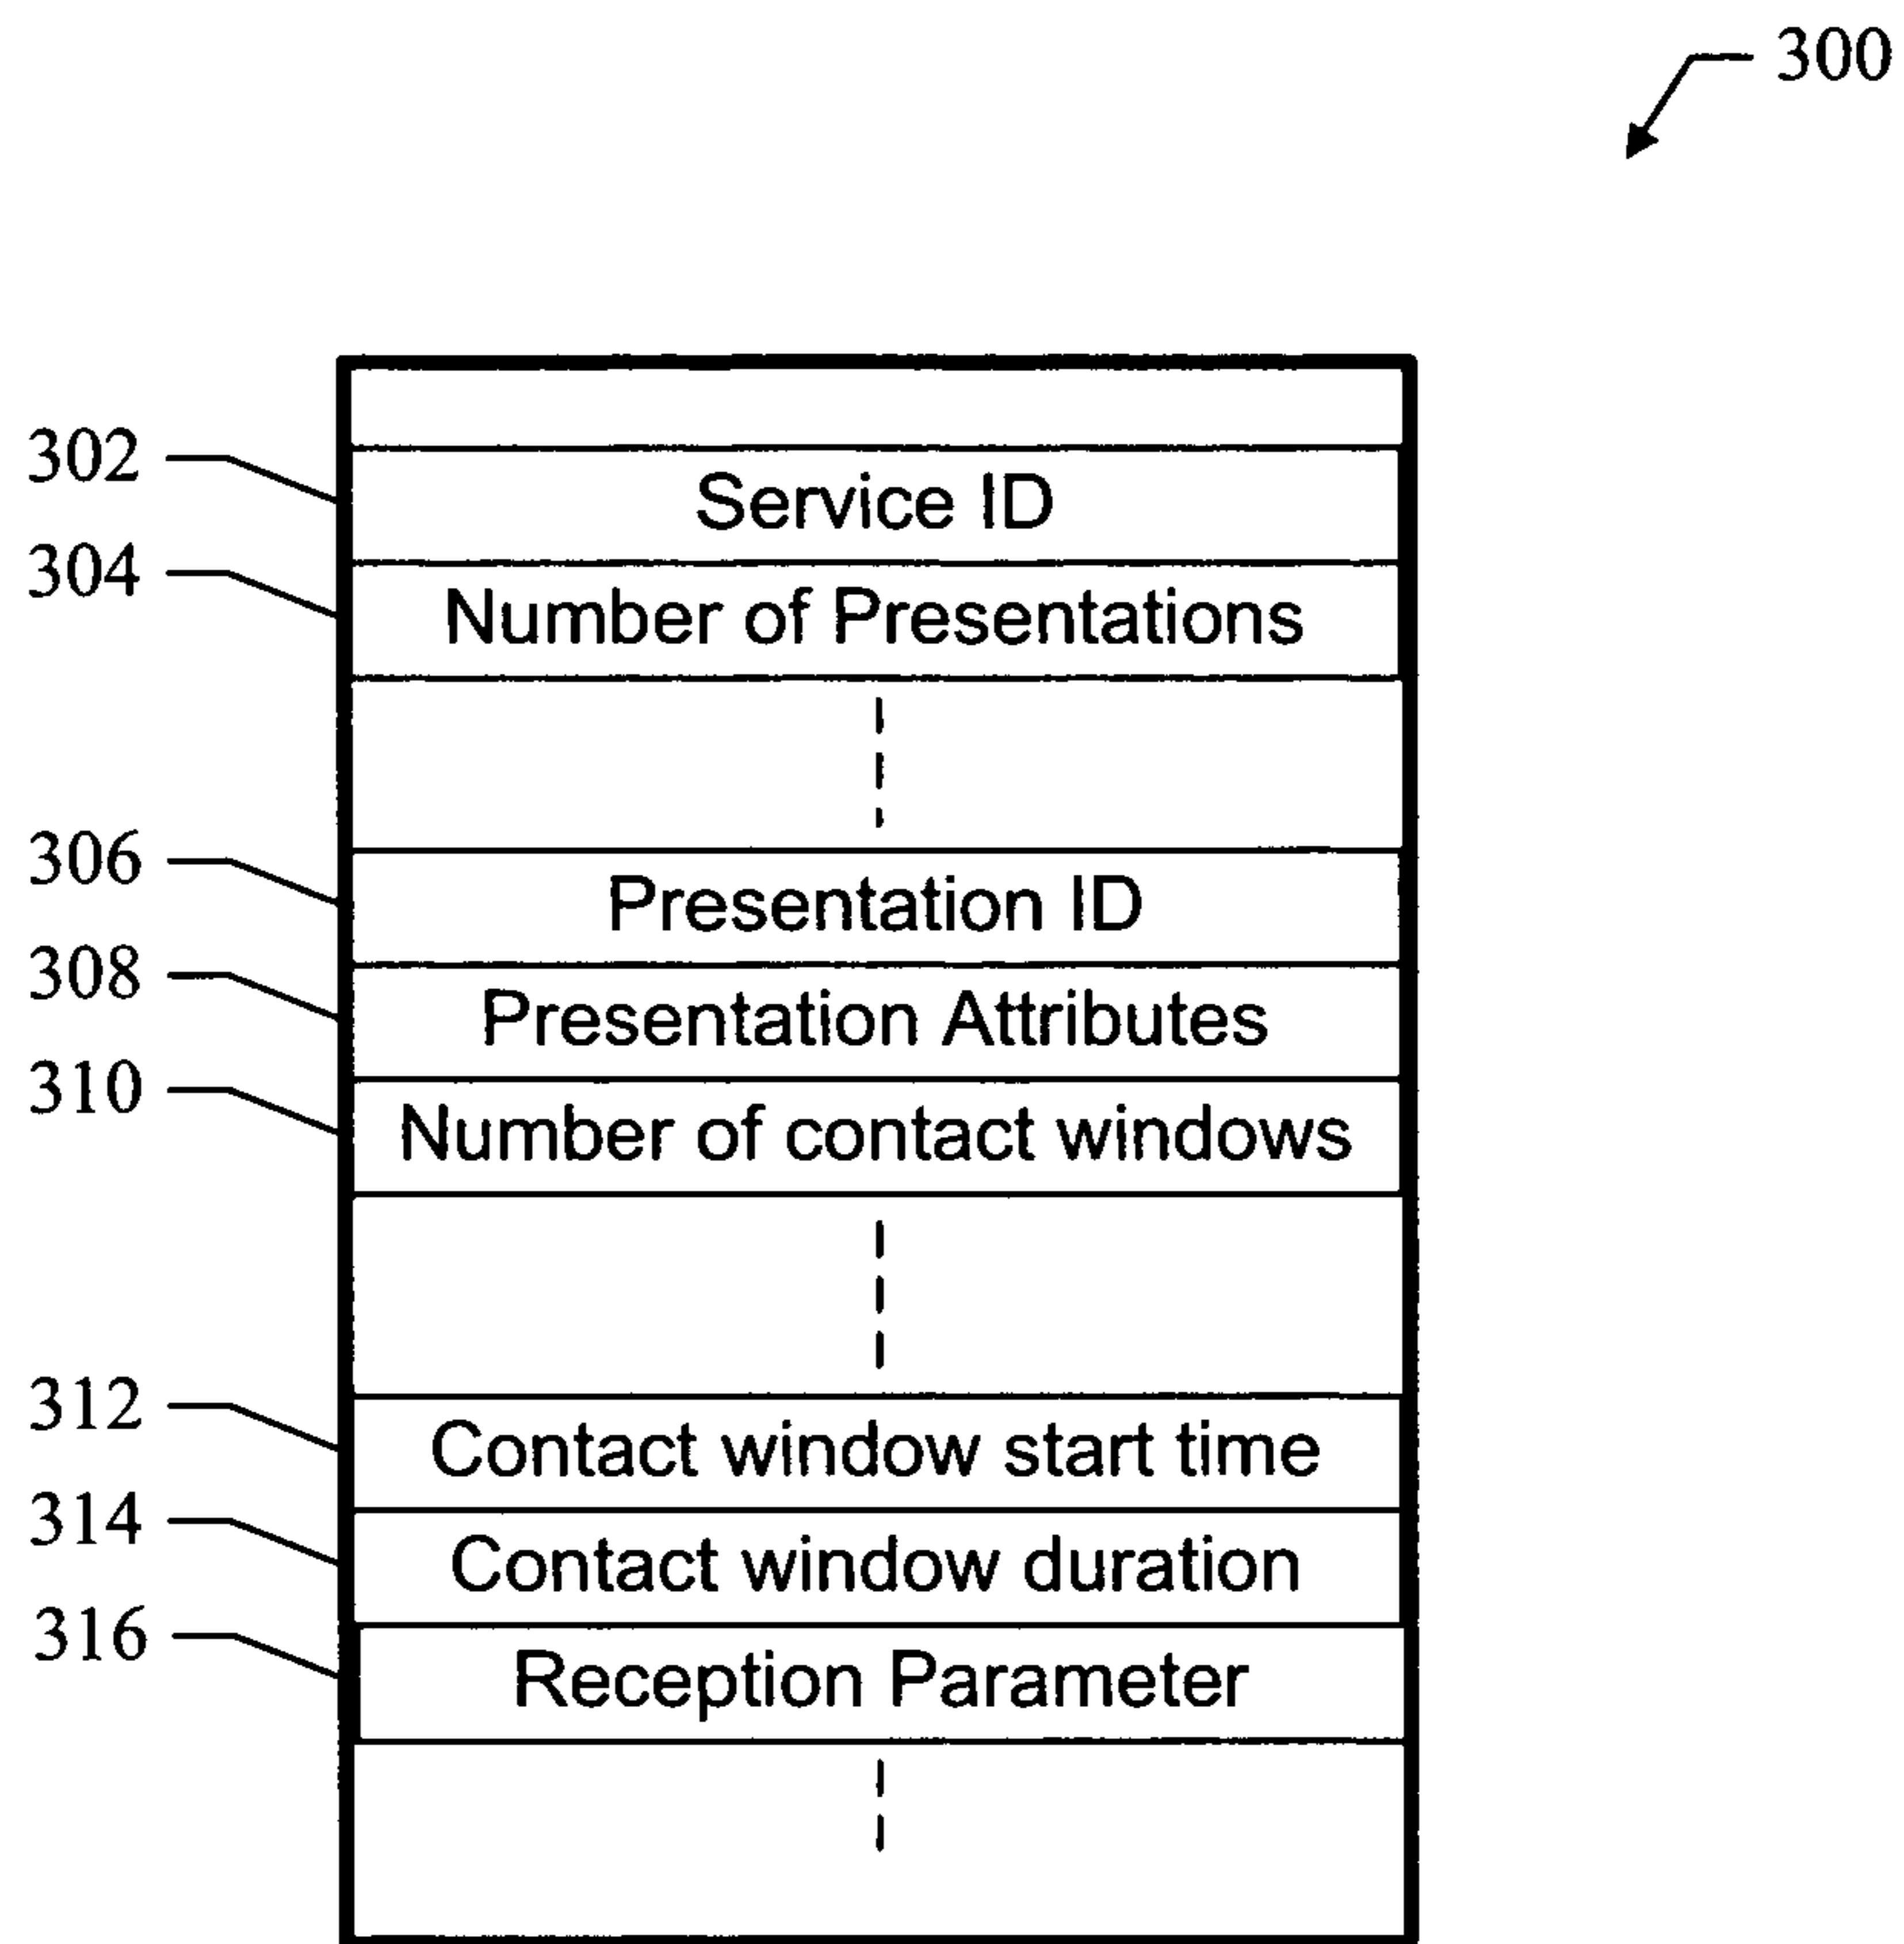 300
302
Service ID
304
Number of Presentations
306
Presentation ID
308
Presentation Attributes
310
Number of contact windows
312
Contact window start time
314
Contact window duration
316
Reception Parameter